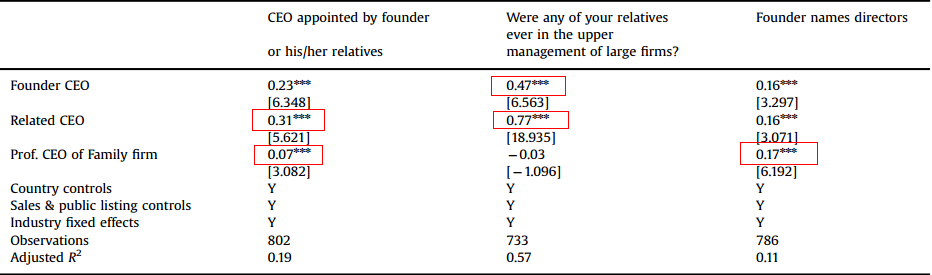 CEO appointed by founder Were any of your relatives Founder names directors
ever in the upper
or his/her relatives management of large firms?
Founder CEO 0.23*** 0.47*** 0.16***
[6.348] [6.563] [3.297]
Related CEO 0.31*** 0.77*** 0.16***
[5.621] [18.935] [3.071]
Prof. CEO of Family firm 0.07*** −0.03 0.17***
[3.082] [−1.096] [6.192]
Country controls Y Y Y
Sales & public listing controls Y Y Y
Industry fixed effects Y Y Y
Observations 802 733 786
Adjusted R² 0.19 0.57 0.11